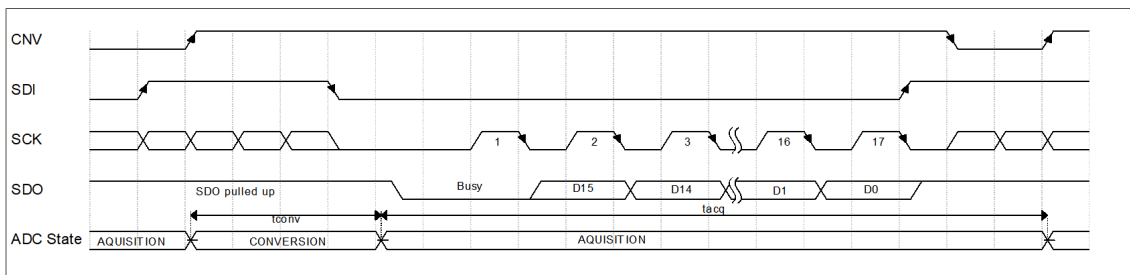 CNV
SDI
SCK 1 2 3 16 17
SDO SDO pulled up Busy D15 D14 D1 D0
tconv tacq
ADC State AQUISITION CONVERSION AQUISITION